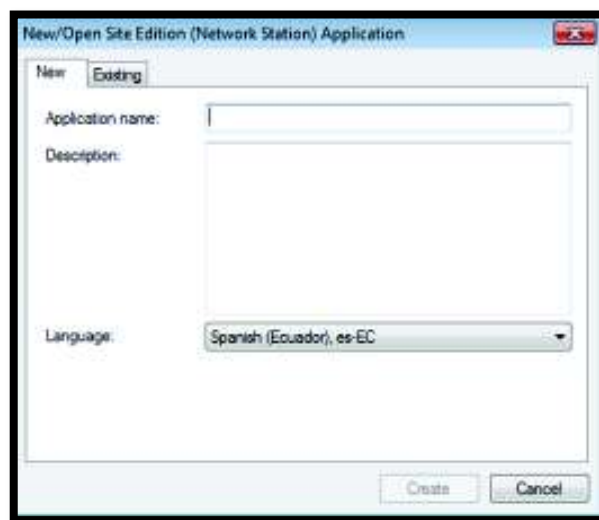 New/Open Site Edition (Network Station) Application
New
Existing
Application name:
Description:
Language:
Spanish (Ecuador), es-EC
Create
Cancel